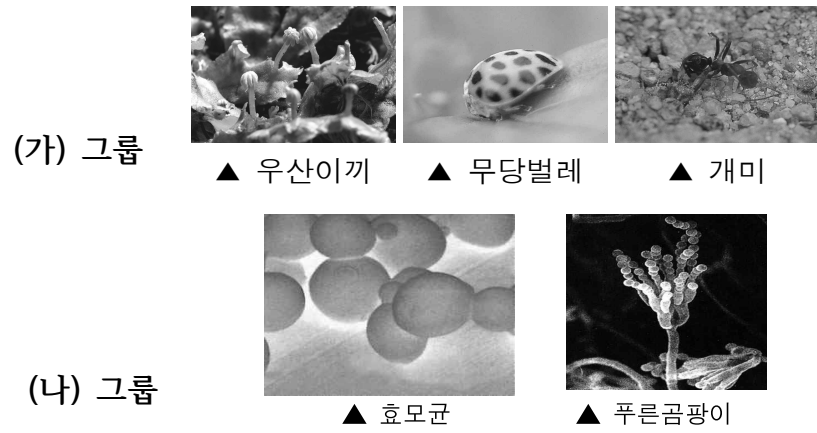 (가) 그룹
▲ 우산이끼 ▲ 무당벌레 ▲ 개미
(나) 그룹
▲ 효모균 ▲ 푸른곰팡이